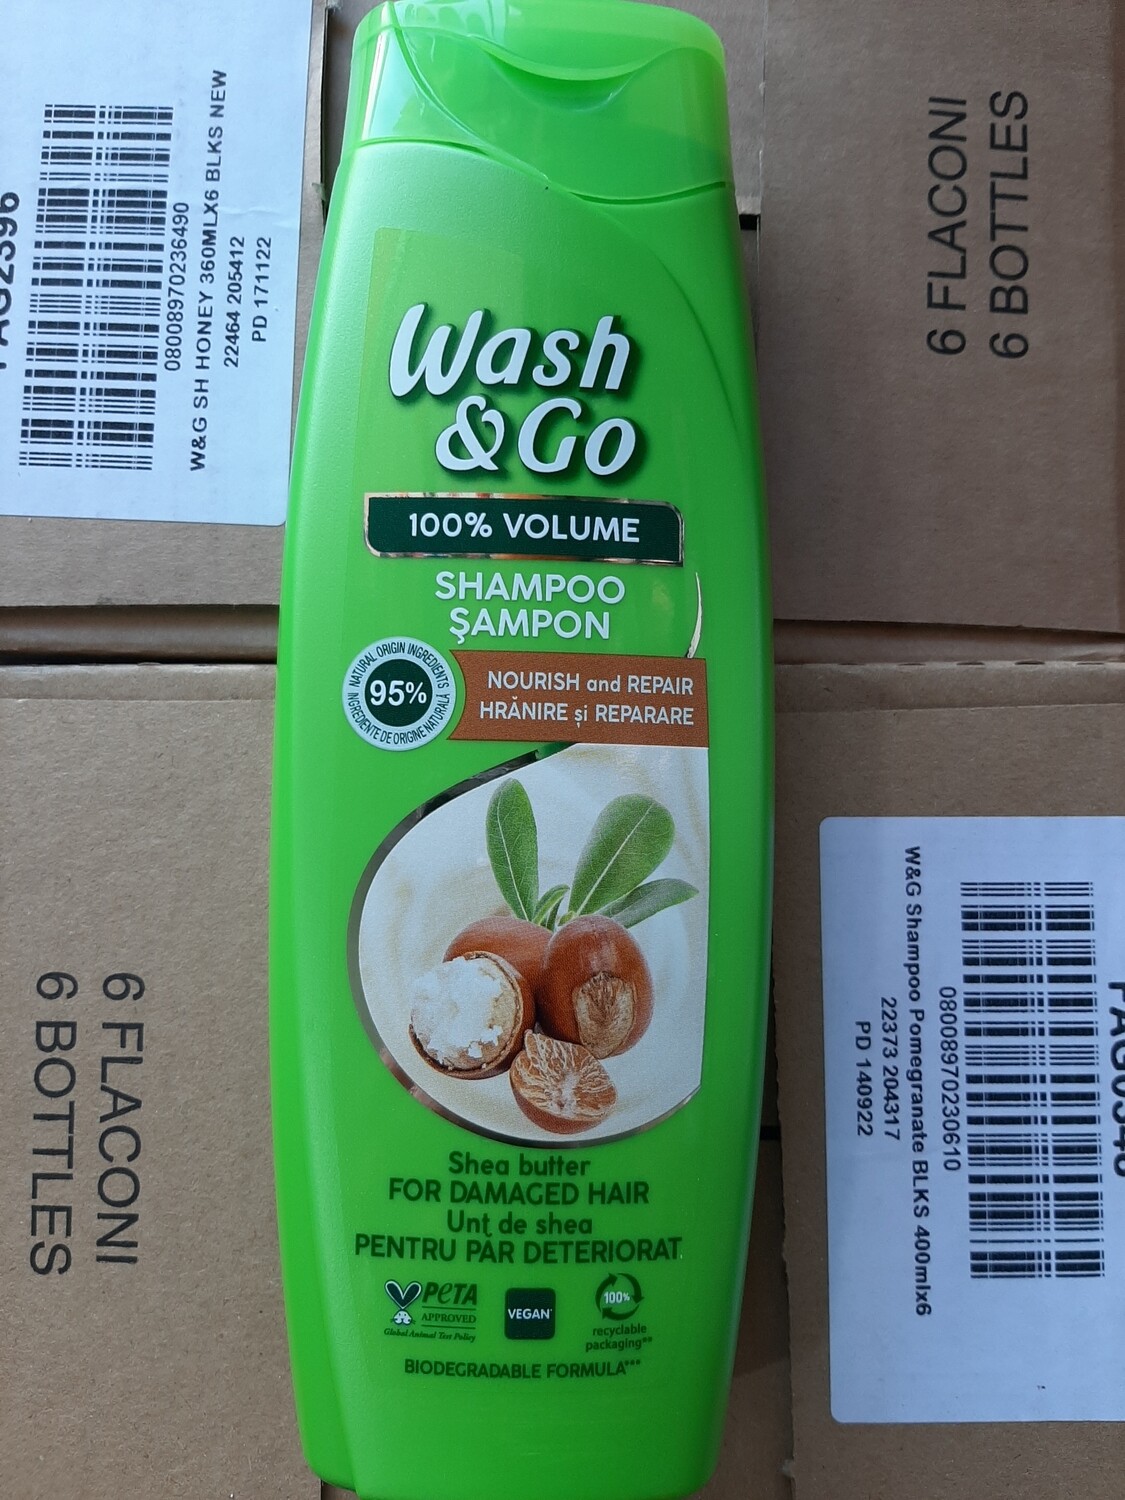 Wash
&Go
100% VOLUME
SHAMPOO
ŞAMPON
NATURAL ORIGIN INGREDIENTS
95%
INGREDIENTE DE ORIGINE NATURALĂ
NOURISH and REPAIR
HRĂNIRE și REPARARE
Shea butter
FOR DAMAGED HAIR
Unt de shea
PENTRU PĂR DETERIORAT
PETA
APPROVED
Global Animal Test Policy
VEGAN*
100%
recyclable
packaging**
BIODEGRADABLE FORMULA***
08008970236490
W&G SH HONEY 360MLX6 BLKS NEW
22464 205412
PD 171122
6 FLACONI
6 BOTTLES
6 FLACONI
6 BOTTLES
08008970230610
W&G Shampoo Pomegranate BLKS 400mlx6
22373 204317
PD 140922